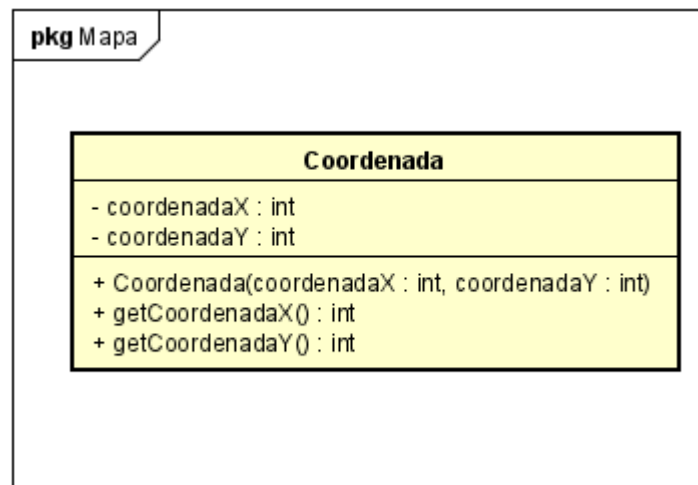 pkg Mapa
Coordenada
- coordenadaX : int
- coordenadaY : int
+ Coordenada(coordenadaX : int, coordenadaY : int)
+ getCoordenadaX() : int
+ getCoordenadaY() : int